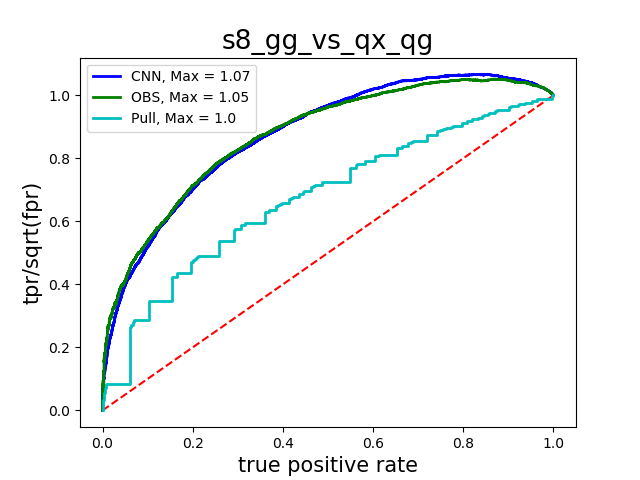 s8_gg_vs_qx_qg
CNN, Max = 1.07
OBS, Max = 1.05
Pull, Max = 1.0
tpr/sqrt(fpr)
1.0
0.8
0.6
0.4
0.2
0.0
0.0 0.2 0.4 0.6 0.8 1.0
true positive rate